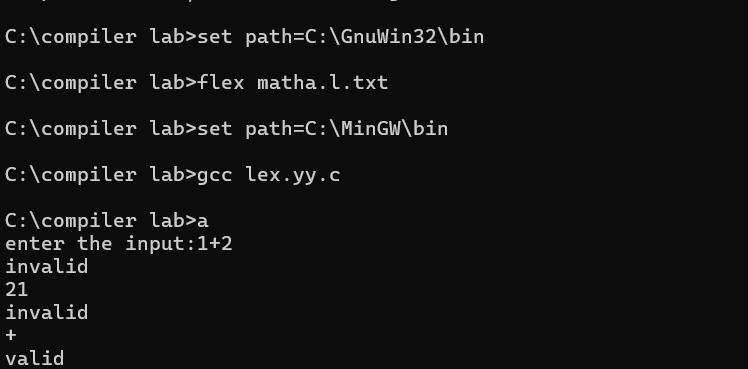 C:\compiler lab>set path=C:\GnuWin32\bin
C:\compiler lab>flex matha.l.txt
C:\compiler lab>set path=C:\MinGW\bin
C:\compiler lab>gcc lex.yy.c
C:\compiler lab>a
enter the input:1+2
invalid
21
invalid
+
valid